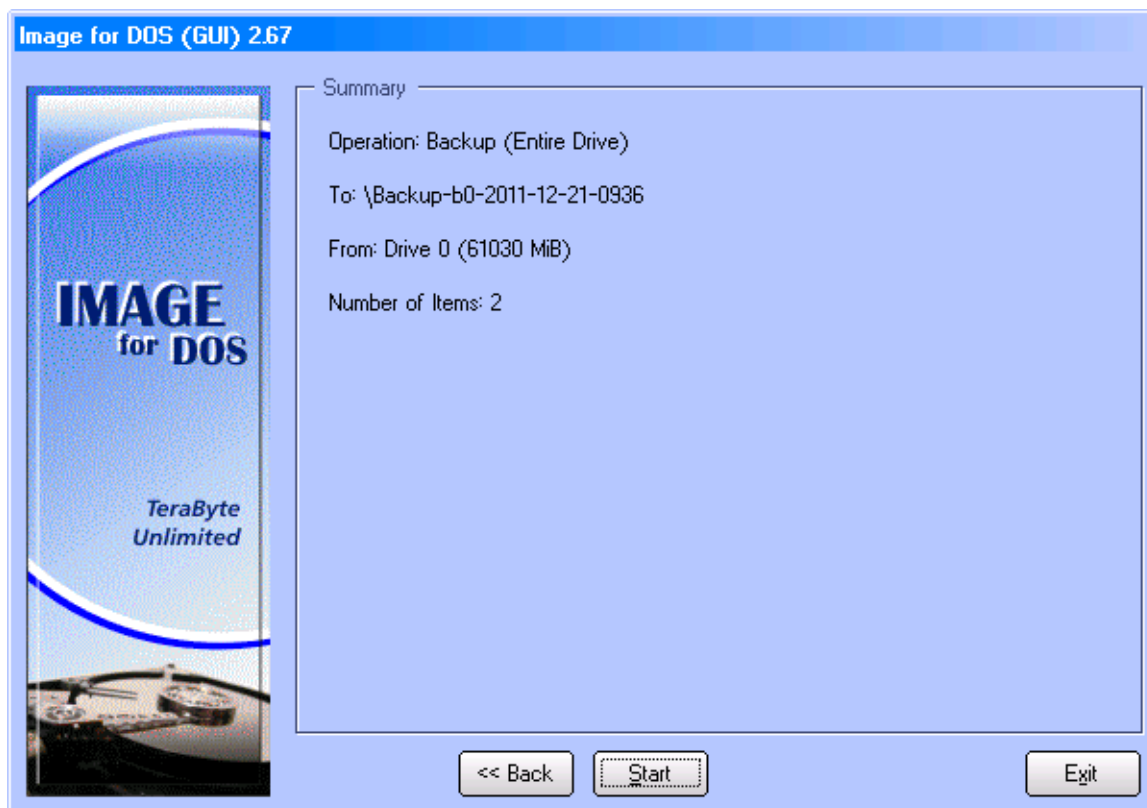 Image for DOS (GUI) 2.67
IMAGE
for DOS
TeraByte
Unlimited
Summary
Operation: Backup (Entire Drive)
To: \Backup-b0-2011-12-21-0936
From: Drive 0 (61030 MiB)
Number of Items: 2
<< Back
Start
Exit